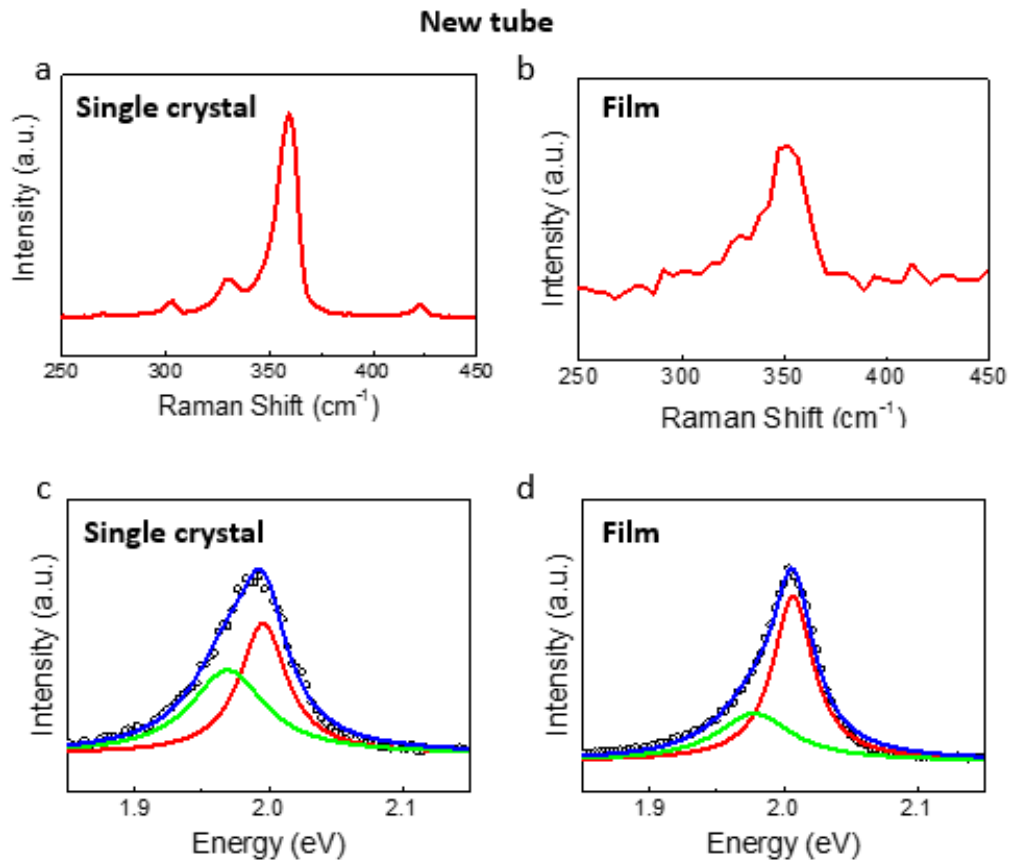 New tube
a
b
Single crystal
Film
Intensity (a.u.)
Intensity (a.u.)
250 300 350 400 450
250 300 350 400 450
Raman Shift (cm⁻¹)
Raman Shift (cm⁻¹)
c
d
Single crystal
Film
Intensity (a.u.)
Intensity (a.u.)
1.9 2.0 2.1
1.9 2.0 2.1
Energy (eV)
Energy (eV)